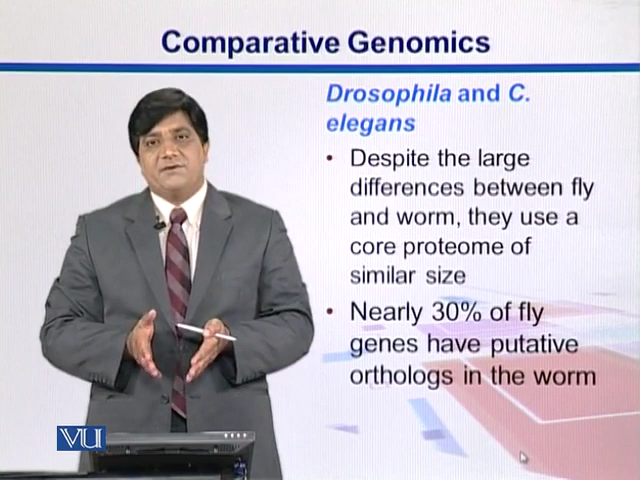 Comparative Genomics
Drosophila and C.
elegans
• Despite the large
differences between fly
and worm, they use a
core proteome of
similar size
• Nearly 30% of fly
genes have putative
orthologs in the worm
VU